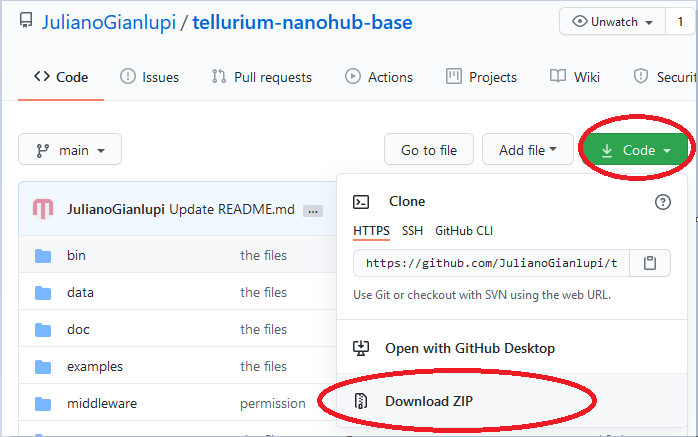 JulianoGianlupi / tellurium-nanohub-base
Unwatch 1
Code Issues Pull requests Actions Projects Wiki Securit
main Go to file Add file Code
JulianoGianlupi Update README.md ...
bin the files
data the files
doc the files
examples the files
middleware permission
Clone
HTTPS SSH GitHub CLI
https://github.com/JulianoGianlupi/t
Use Git or checkout with SVN using the web URL.
Open with GitHub Desktop
Download ZIP